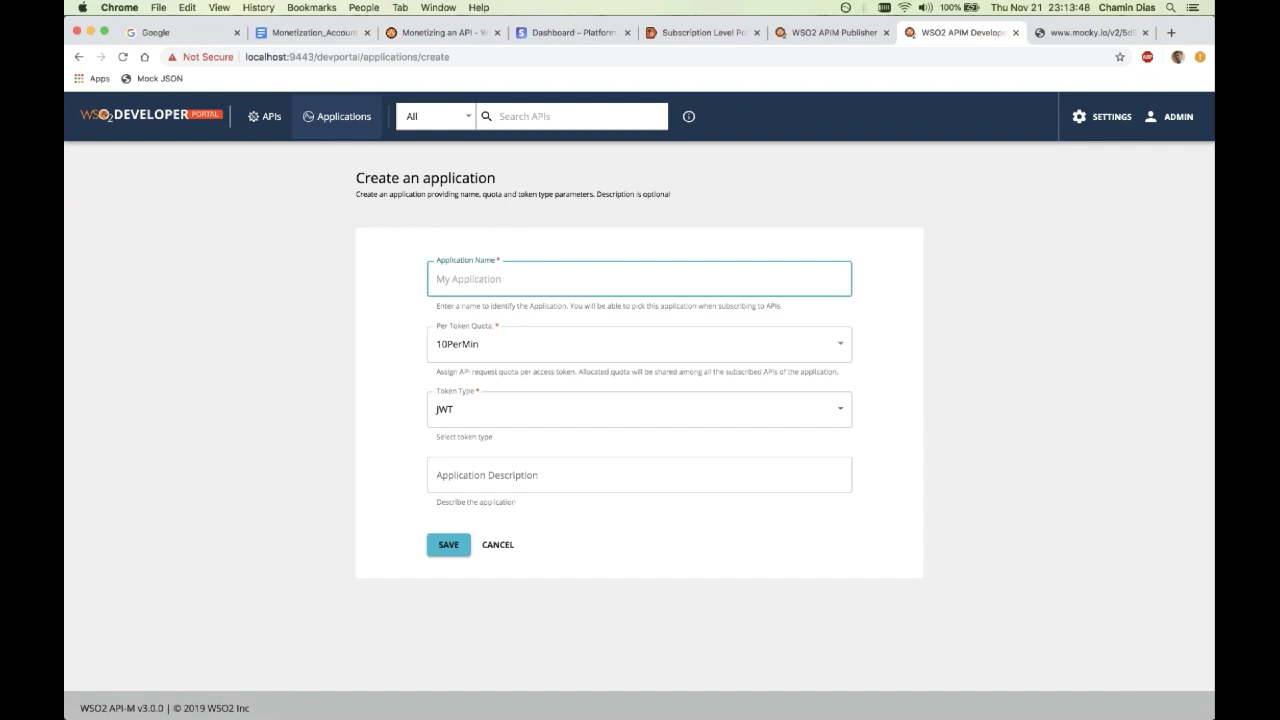 Chrome File Edit View History Bookmarks People Tab Window Help 100% Thu Nov 21 23:13:48 Chamin Dias
Google Monetization_Account Monetizing an API - W Dashboard – Platform. Subscription Level Pol WSO2 APIM Publisher WSO2 APIM Develope www.mocky.io/v2/5d5
Not Secure localhost:9443/devportal/applications/create
Apps Mock JSON
WSO2 DEVELOPER PORTAL APIs Applications All Search APIs SETTINGS ADMIN
Create an application
Create an application providing name, quota and token type parameters. Description is optional
Application Name *
My Application
Enter a name to identify the Application. You will be able to pick this application when subscribing to APIs
Per Token Quota. *
10PerMin
Assign API request quota per access token. Allocated quota will be shared among all the subscribed APIs of the application.
Token Type *
JWT
Select token type
Application Description
Describe the application
SAVE CANCEL
WSO2 API-M v3.0.0 | © 2019 WSO2 Inc